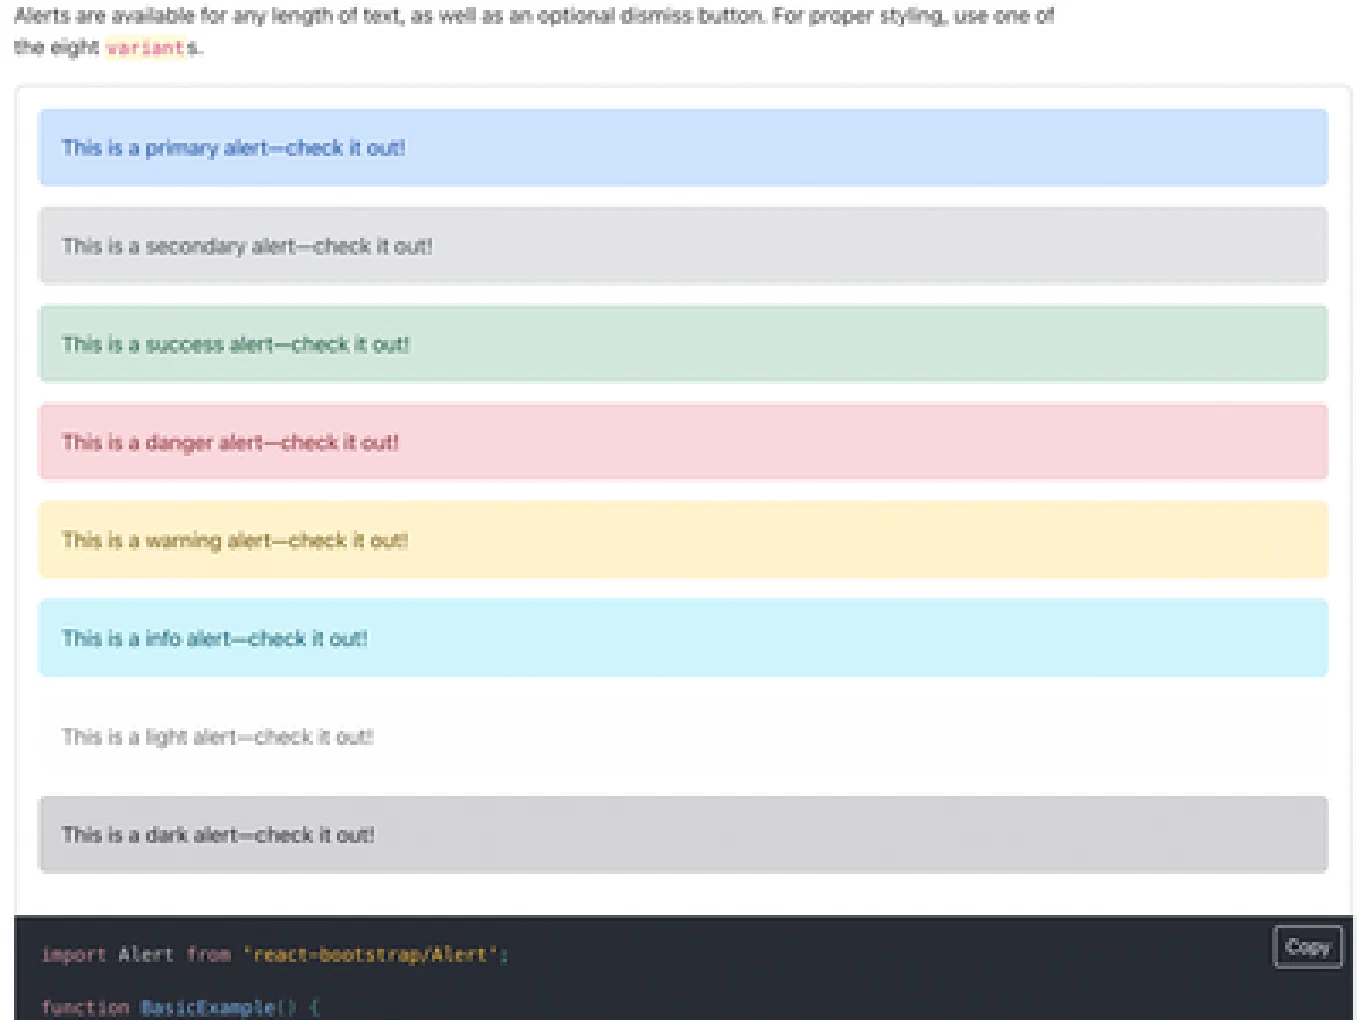 Alerts are available for any length of text, as well as an optional dismiss button. For proper styling, use one of
the eight variants.
This is a primary alert—check it out!
This is a secondary alert—check it out!
This is a success alert—check it out!
This is a danger alert—check it out!
This is a warning alert—check it out!
This is a info alert—check it out!
This is a light alert—check it out!
This is a dark alert—check it out!
Copy
import Alert from 'react-bootstrap/Alert';
function BasicExample() {